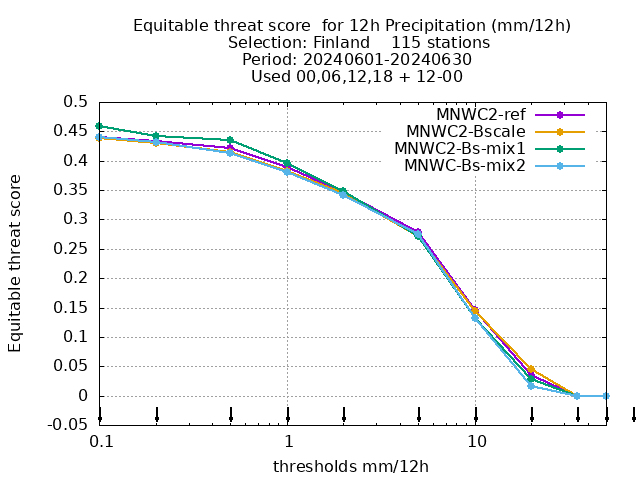 Equitable threat score  for 12h Precipitation (mm/12h)
Selection: Finland    115 stations
Period: 20240601-20240630
Used 00,06,12,18 + 12-00
MNWC2-ref
MNWC2-Bscale
MNWC2-Bs-mix1
MNWC-Bs-mix2
Equitable threat score
0.5
0.45
0.4
0.35
0.3
0.25
0.2
0.15
0.1
0.05
0
-0.05
0.1 1 10
thresholds mm/12h